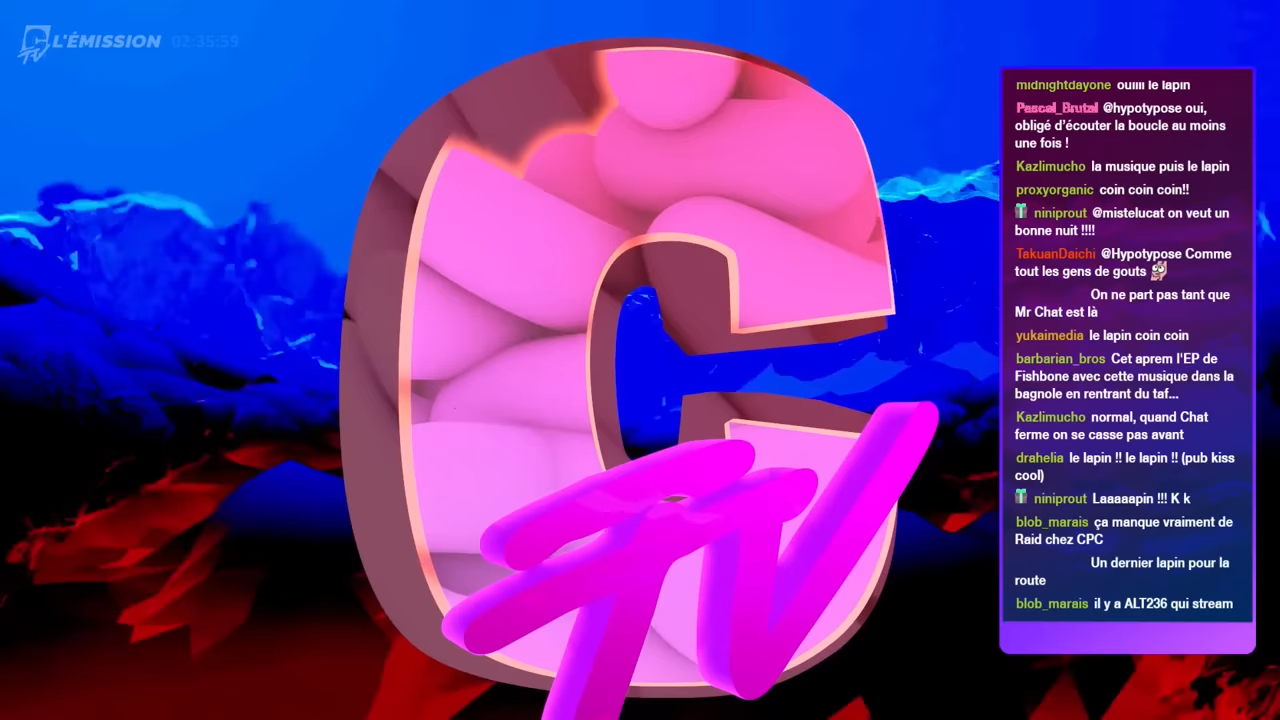 L'ÉMISSION 02:35:59
TV
C
TV
midnightdayone ouiiii le lapin
Pascal_Brutal @hypotypose oui,
obligé d'écouter la boucle au moins
une fois !
Kazlimucho la musique puis le lapin
proxyorganic coin coin coin!!
niniprout @mistelucat on veut un
bonne nuit !!!!
TakuanDaichi @Hypotypose Comme
tout les gens de gouts
On ne part pas tant que
Mr Chat est là
yukaimedia le lapin coin coin
barbarian_bros Cet aprem l'EP de
Fishbone avec cette musique dans la
bagnole en rentrant du taf...
Kazlimucho normal, quand Chat
ferme on se casse pas avant
drahelia le lapin !! le lapin !! (pub kiss
cool)
niniprout Laaaaapin !!! K k
blob_marais ça manque vraiment de
Raid chez CPC
Un dernier lapin pour la
route
blob_marais il y a ALT236 qui stream